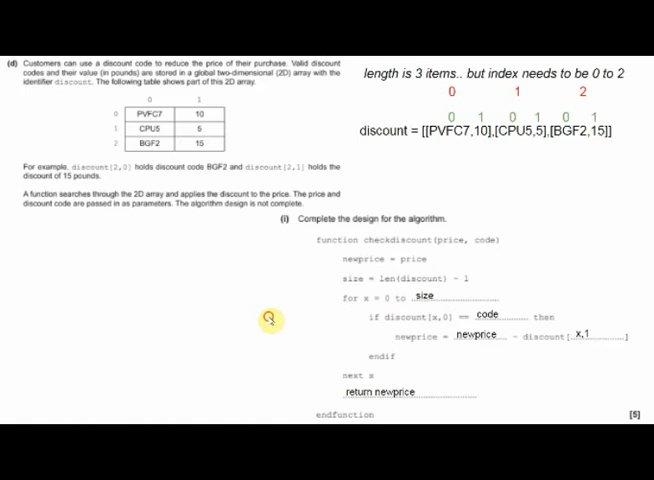 (d) Customers can use a discount code to reduce the price of their purchase. Valid discount
codes and their value (in pounds) are stored in a global two-dimensional (2D) array with the
identifier discount. The following table shows part of this 2D array.
0 1
0 PVFC7 10
1 CPU5 5
2 BGF2 15
For example, discount[2,0] holds discount code BGF2 and discount[2,1] holds the
discount of 15 pounds.
A function searches through the 2D array and applies the discount to the price. The price and
discount code are passed in as parameters. The algorithm design is not complete.
length is 3 items.. but index needs to be 0 to 2
0 1 2
0 1 0 1 0 1
discount = [[PVFC7,10],[CPU5,5],[BGF2,15]]
(i) Complete the design for the algorithm.
function checkdiscount(price, code)
newprice = price
size = len(discount) - 1
for x = 0 to size
if discount[x,0] == code then
newprice = newprice - discount[x,1]
endif
next x
return newprice
endfunction
[5]